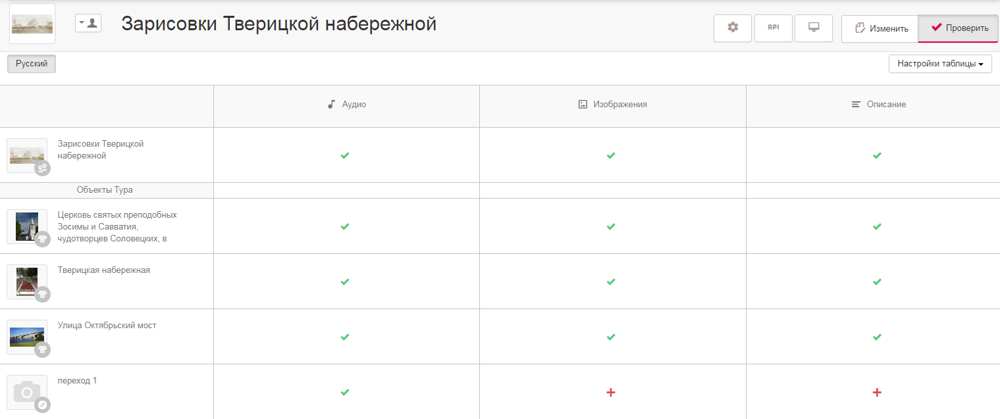 Зарисовки Тверицкой набережной
API
Изменить
Проверить
Русский
Настройки таблицы
Аудио
Изображения
Описание
Зарисовки Тверицкой
набережной
Объекты Тура
Церковь святых преподобных
Зосимы и Савватия,
чудотворцев Соловецких, в
Тверицкая набережная
Улица Октябрьский мост
переход 1